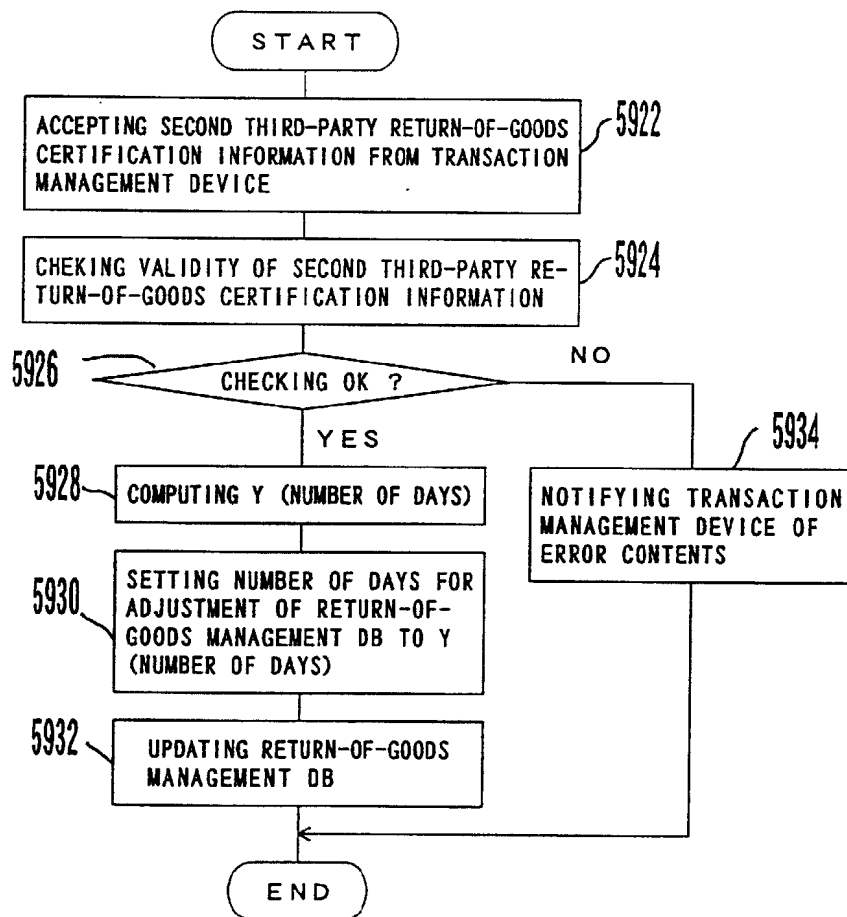 START
ACCEPTING SECOND THIRD-PARTY RETURN-OF-GOODS
CERTIFICATION INFORMATION FROM TRANSACTION
MANAGEMENT DEVICE
5922
CHEKING VALIDITY OF SECOND THIRD-PARTY RE-
TURN-OF-GOODS CERTIFICATION INFORMATION
5924
5926
CHECKING OK ?
NO
YES
5928
COMPUTING Y (NUMBER OF DAYS)
5934
NOTIFYING TRANSACTION
MANAGEMENT DEVICE OF
ERROR CONTENTS
5930
SETTING NUMBER OF DAYS FOR
ADJUSTMENT OF RETURN-OF-
GOODS MANAGEMENT DB TO Y
(NUMBER OF DAYS)
5932
UPDATING RETURN-OF-GOODS
MANAGEMENT DB
END